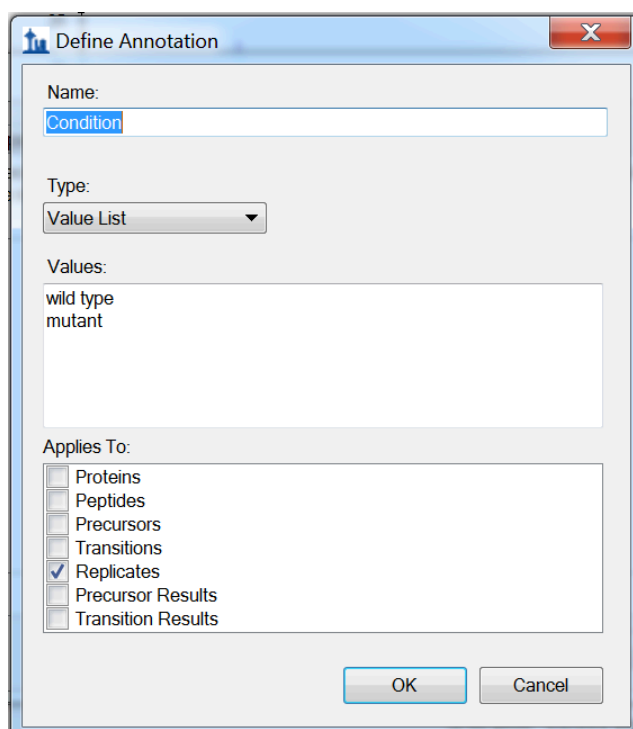 Define Annotation
Name:
Condition
Type:
Value List
Values:
wild type
mutant
Applies To:
Proteins
Peptides
Precursors
Transitions
Replicates
Precursor Results
Transition Results
OK Cancel